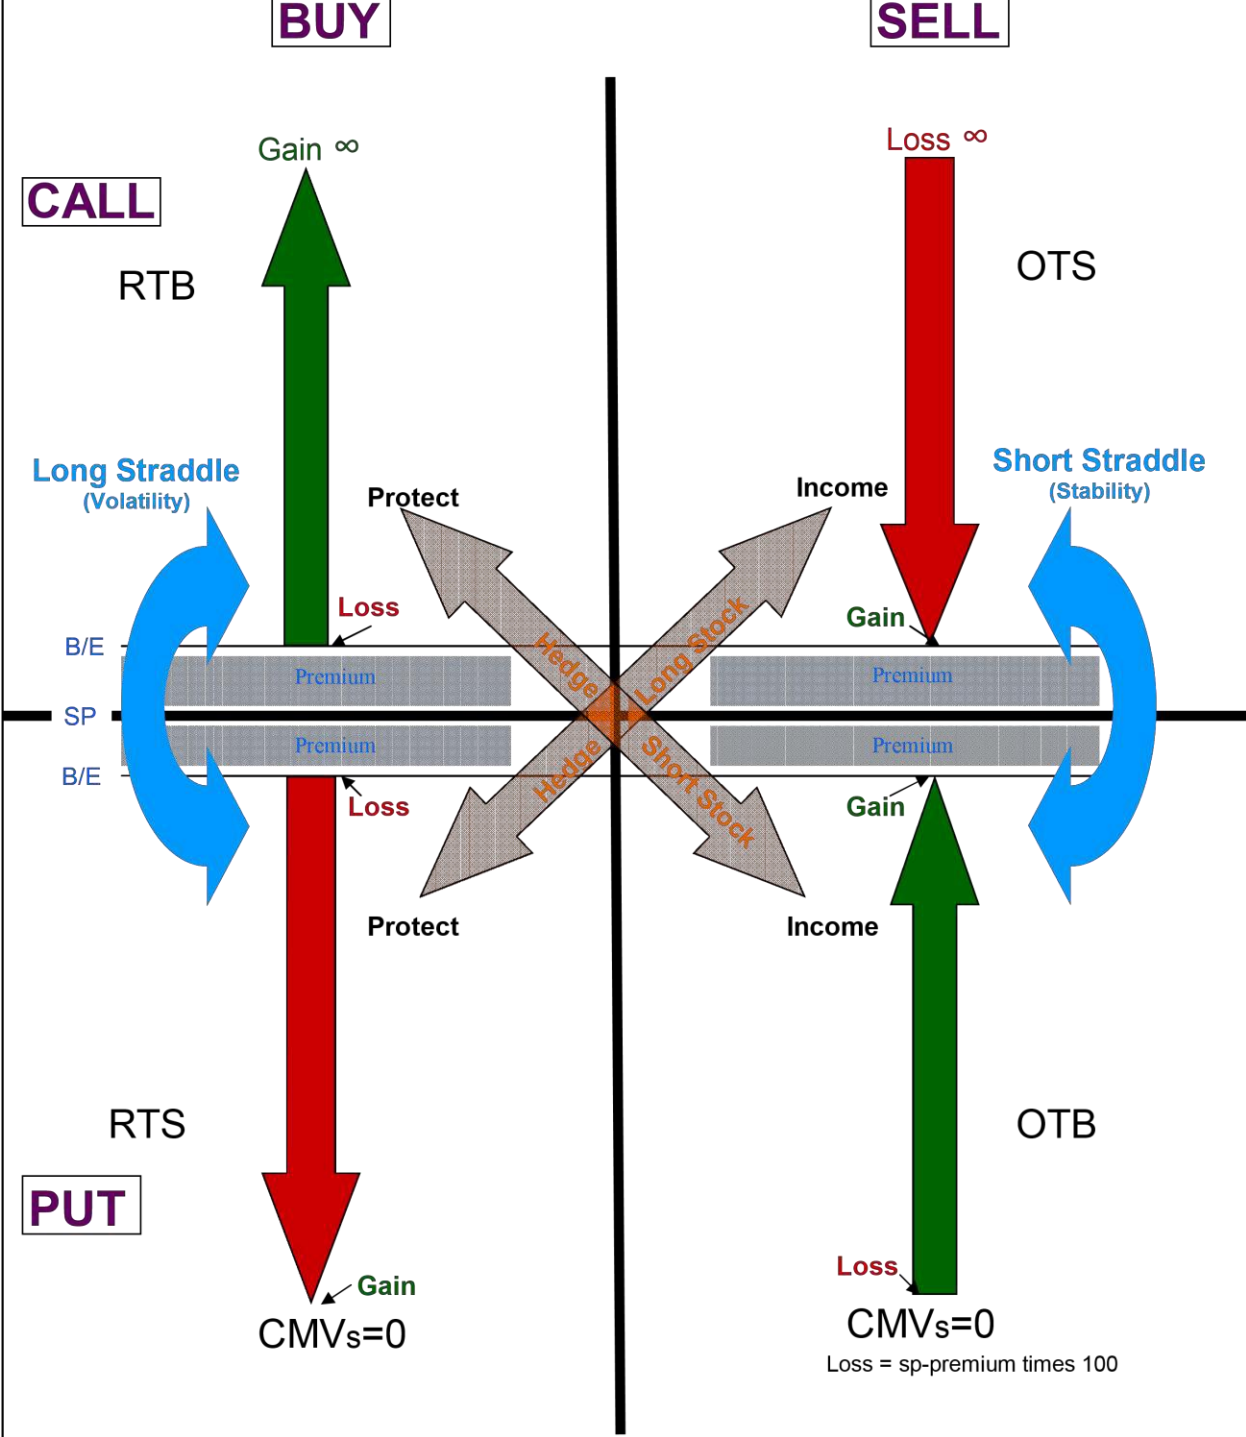 BUY
SELL
Gain ∞
Loss ∞
CALL
RTB
OTS
Long Straddle
(Volatility)
Short Straddle
(Stability)
Protect
Income
Loss
Gain
Hedge
Long Stock
B/E
Premium
Premium
SP
Premium
Premium
B/E
Hedge
Short Stock
Loss
Gain
Protect
Income
RTS
OTB
PUT
Gain
Loss
CMVs=0
CMVs=0
Loss = sp-premium times 100